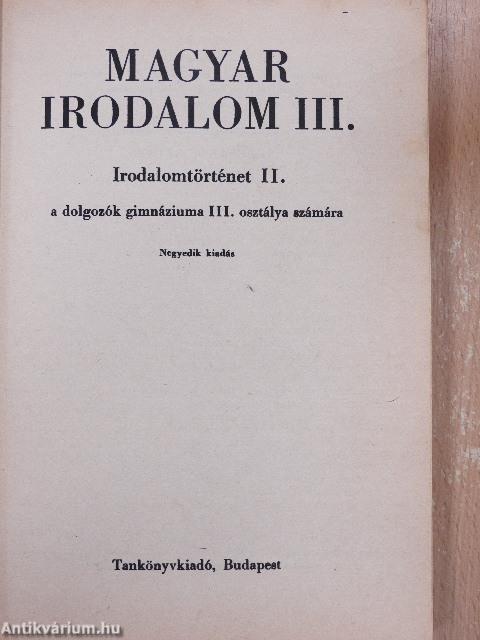 MAGYAR
IRODALOM III.
Irodalomtörténet II.
a dolgozók gimnáziuma III. osztálya számára
Negyedik kiadás
Tankönyvkiadó, Budapest
Antikvárium.hu